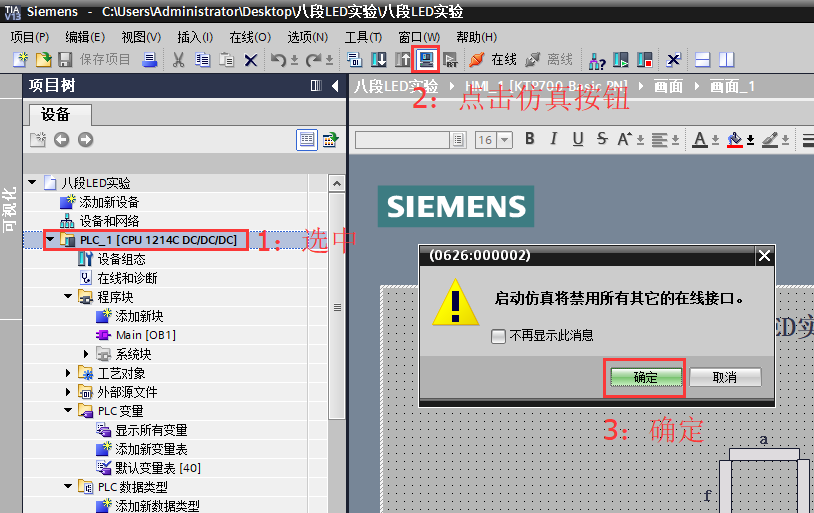 TIA V13
Siemens - C:\Users\Administrator\Desktop\八段LED实验\八段LED实验
项目(P) 编辑(E) 视图(V) 插入(I) 在线(O) 选项(N) 工具(T) 窗口(W) 帮助(H)
保存项目 RT 在线 离线
项目树
八段LED实验 HMI_1 [KTP700 Basic PN] 画面 画面_1
2：点击仿真按钮
设备
16 B I U S A A
可视化
八段LED实验
添加新设备
设备和网络
PLC_1 [CPU 1214C DC/DC/DC]
1：选中
设备组态
在线和诊断
程序块
添加新块
Main [OB1]
系统块
工艺对象
外部源文件
PLC 变量
显示所有变量
添加新变量表
默认变量表 [40]
PLC 数据类型
添加新数据类型
SIEMENS
(0626:000002)
启动仿真将禁用所有其它的在线接口。
不再显示此消息
确定 取消
3：确定
ED实
a
f